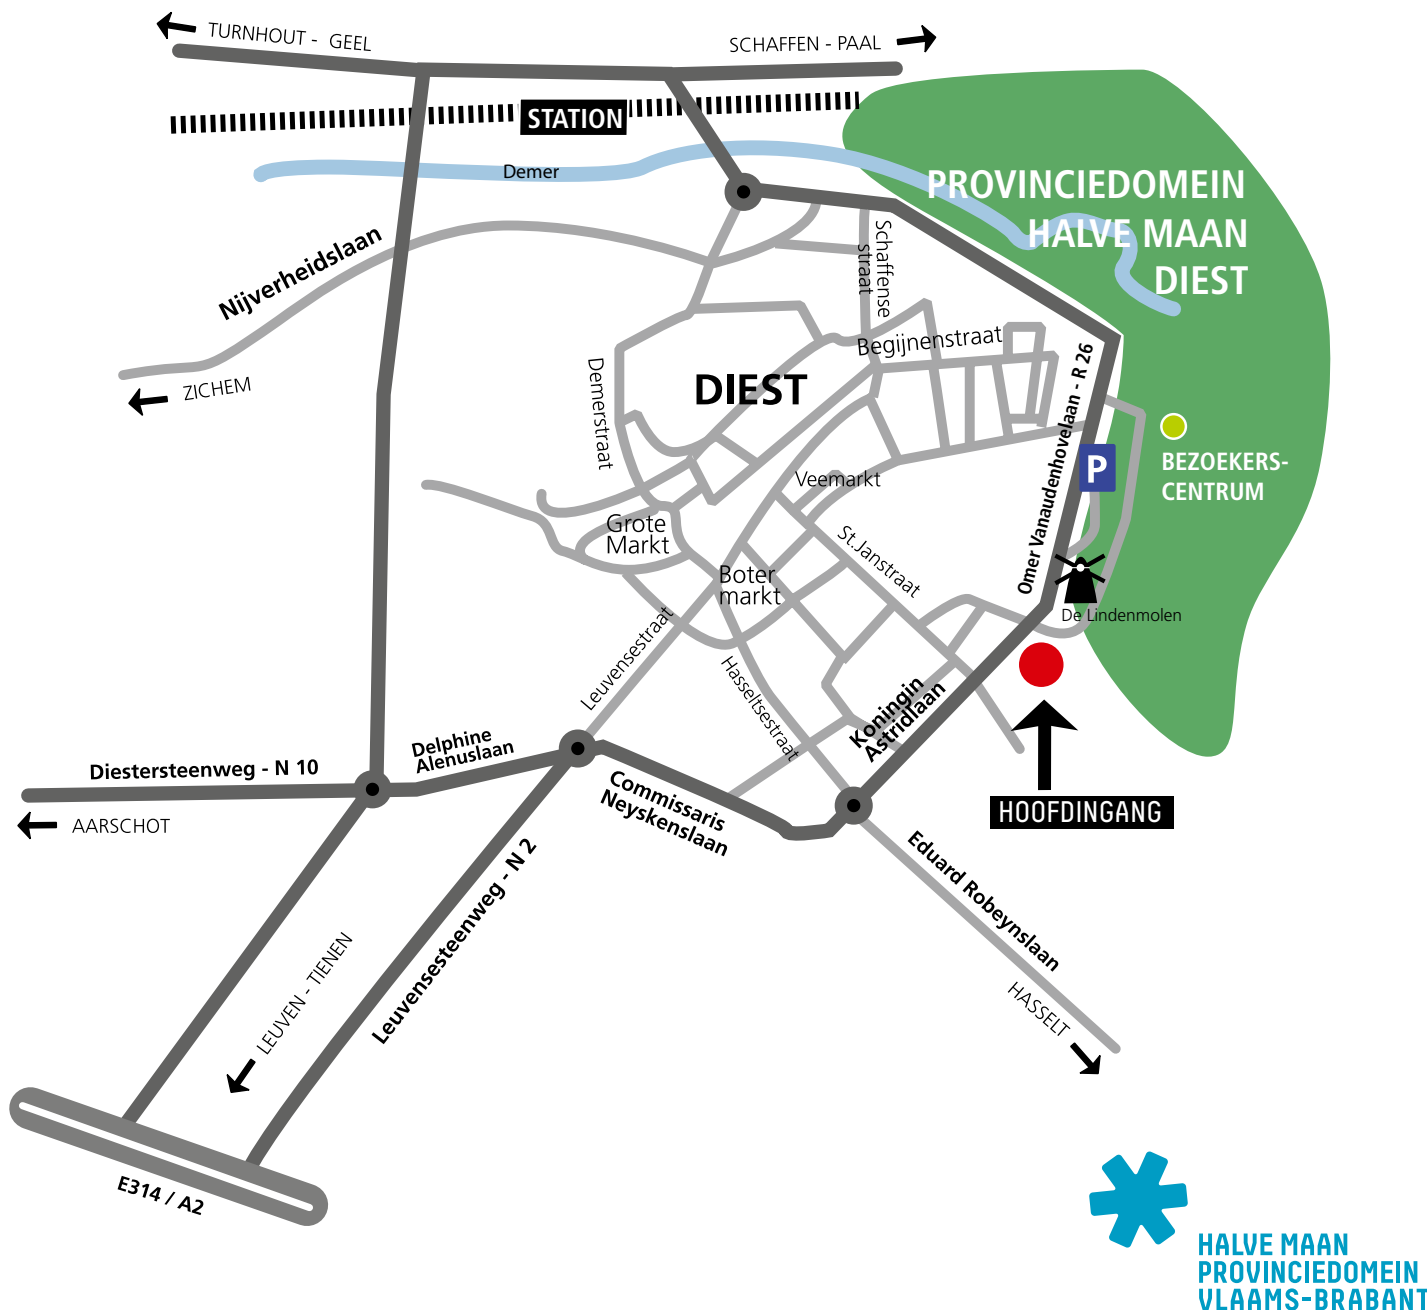 TURNHOUT - GEEL
SCHAFFEN - PAAL
STATION
Demer
PROVINCIEDOMEIN
HALVE MAAN
DIEST
Nijverheidslaan
Schaffense
straat
ZICHEM
Begijnenstraat
DIEST
Demerstraat
Omer Vanaudenhovelaan - R 26
P
BEZOEKERS-
CENTRUM
Veemarkt
Grote
Markt
St.Janstraat
Boter
markt
De Lindenmolen
Leuvensestraat
Hasseltsestraat
Koningin
Astridlaan
Delphine
Alenuslaan
Diestersteenweg - N 10
AARSCHOT
Commissaris
Neyskenslaan
HOOFDINGANG
Leuvensesteenweg - N 2
Eduard Robeynslaan
LEUVEN - TIENEN
HASSELT
E314 / A2
HALVE MAAN
PROVINCIEDOMEIN
VLAAMS-BRABANT